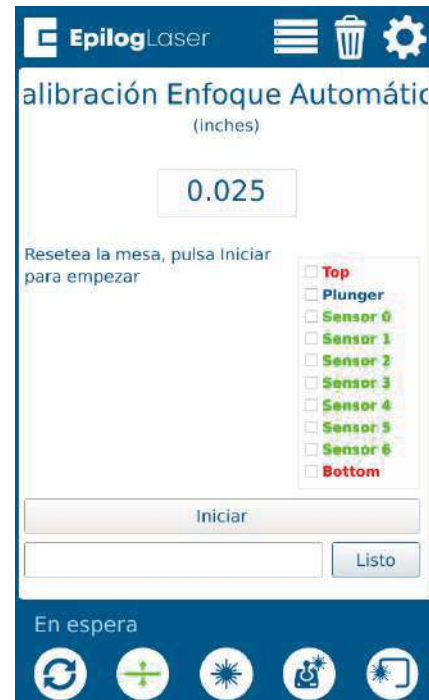 EpilogLaser
alibración Enfoque Automátic
(inches)
0.025
Resetea la mesa, pulsa Iniciar
para empezar
Top
Plunger
Sensor 0
Sensor 1
Sensor 2
Sensor 3
Sensor 4
Sensor 5
Sensor 6
Bottom
Iniciar
Listo
En espera